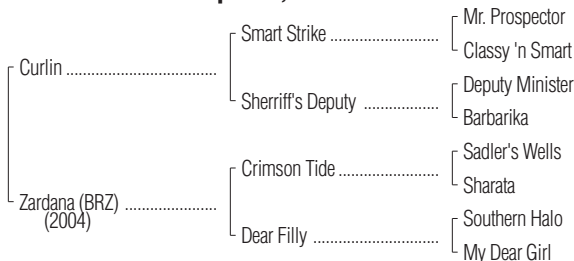 Mr. Prospector
Smart Strike ........................
Classy 'n Smart
Curlin ..................................
Deputy Minister
Sherriff's Deputy ................
Barbarika
Sadler's Wells
Crimson Tide ......................
Sharata
Zardana (BRZ) .....................
(2004)
Southern Halo
Dear Filly ............................
My Dear Girl